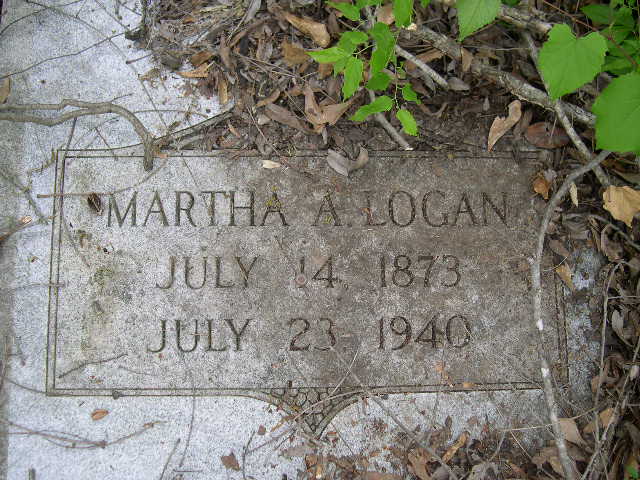 MARTHA A. LOGAN
JULY 14, 1873
JULY 23 1940